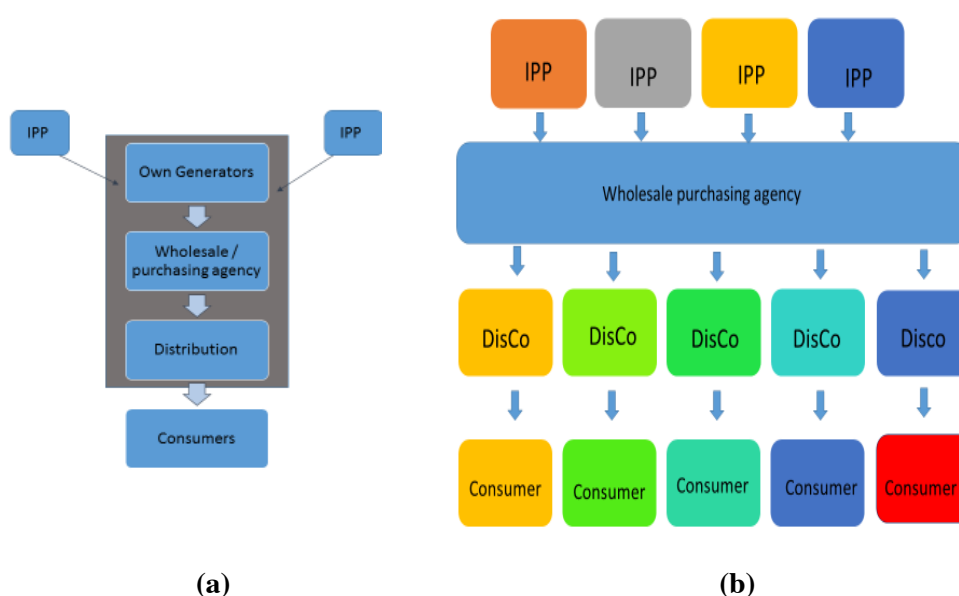 IPP
IPP
Own Generators
Wholesale /
purchasing agency
Distribution
Consumers
(a)
IPP
IPP
IPP
IPP
Wholesale purchasing agency
DisCo
DisCo
DisCo
DisCo
Disco
Consumer
Consumer
Consumer
Consumer
Consumer
(b)